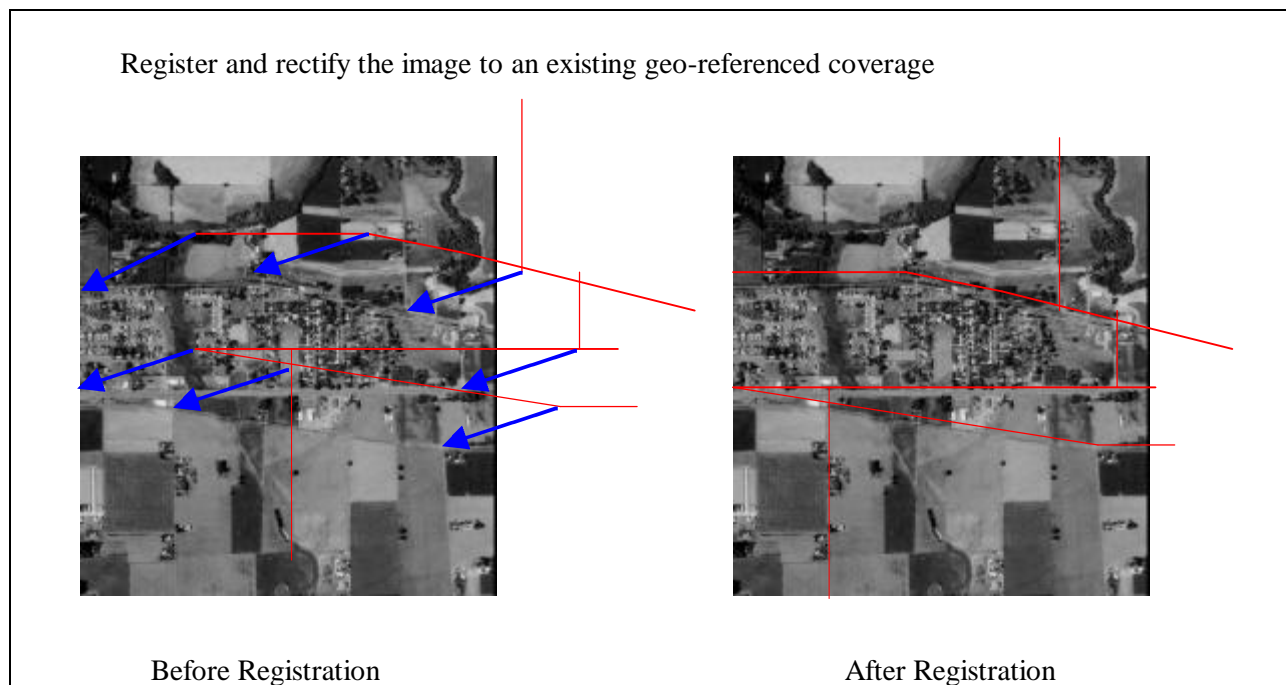 Register and rectify the image to an existing geo-referenced coverage
Before Registration
After Registration